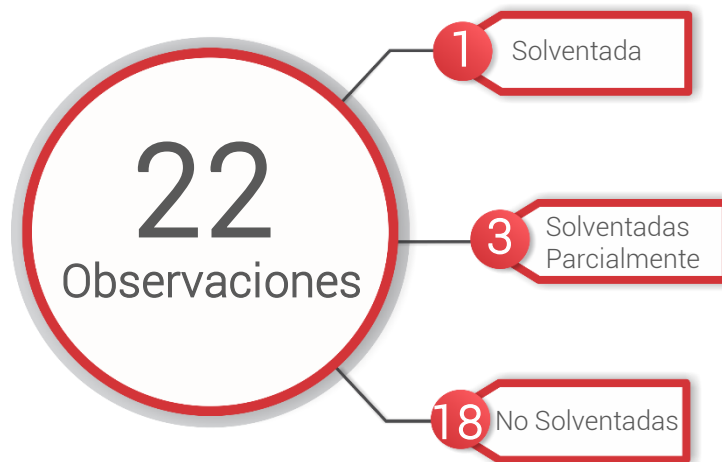 22
Observaciones
1
Solventada
3
Solventadas
Parcialmente
18
No Solventadas